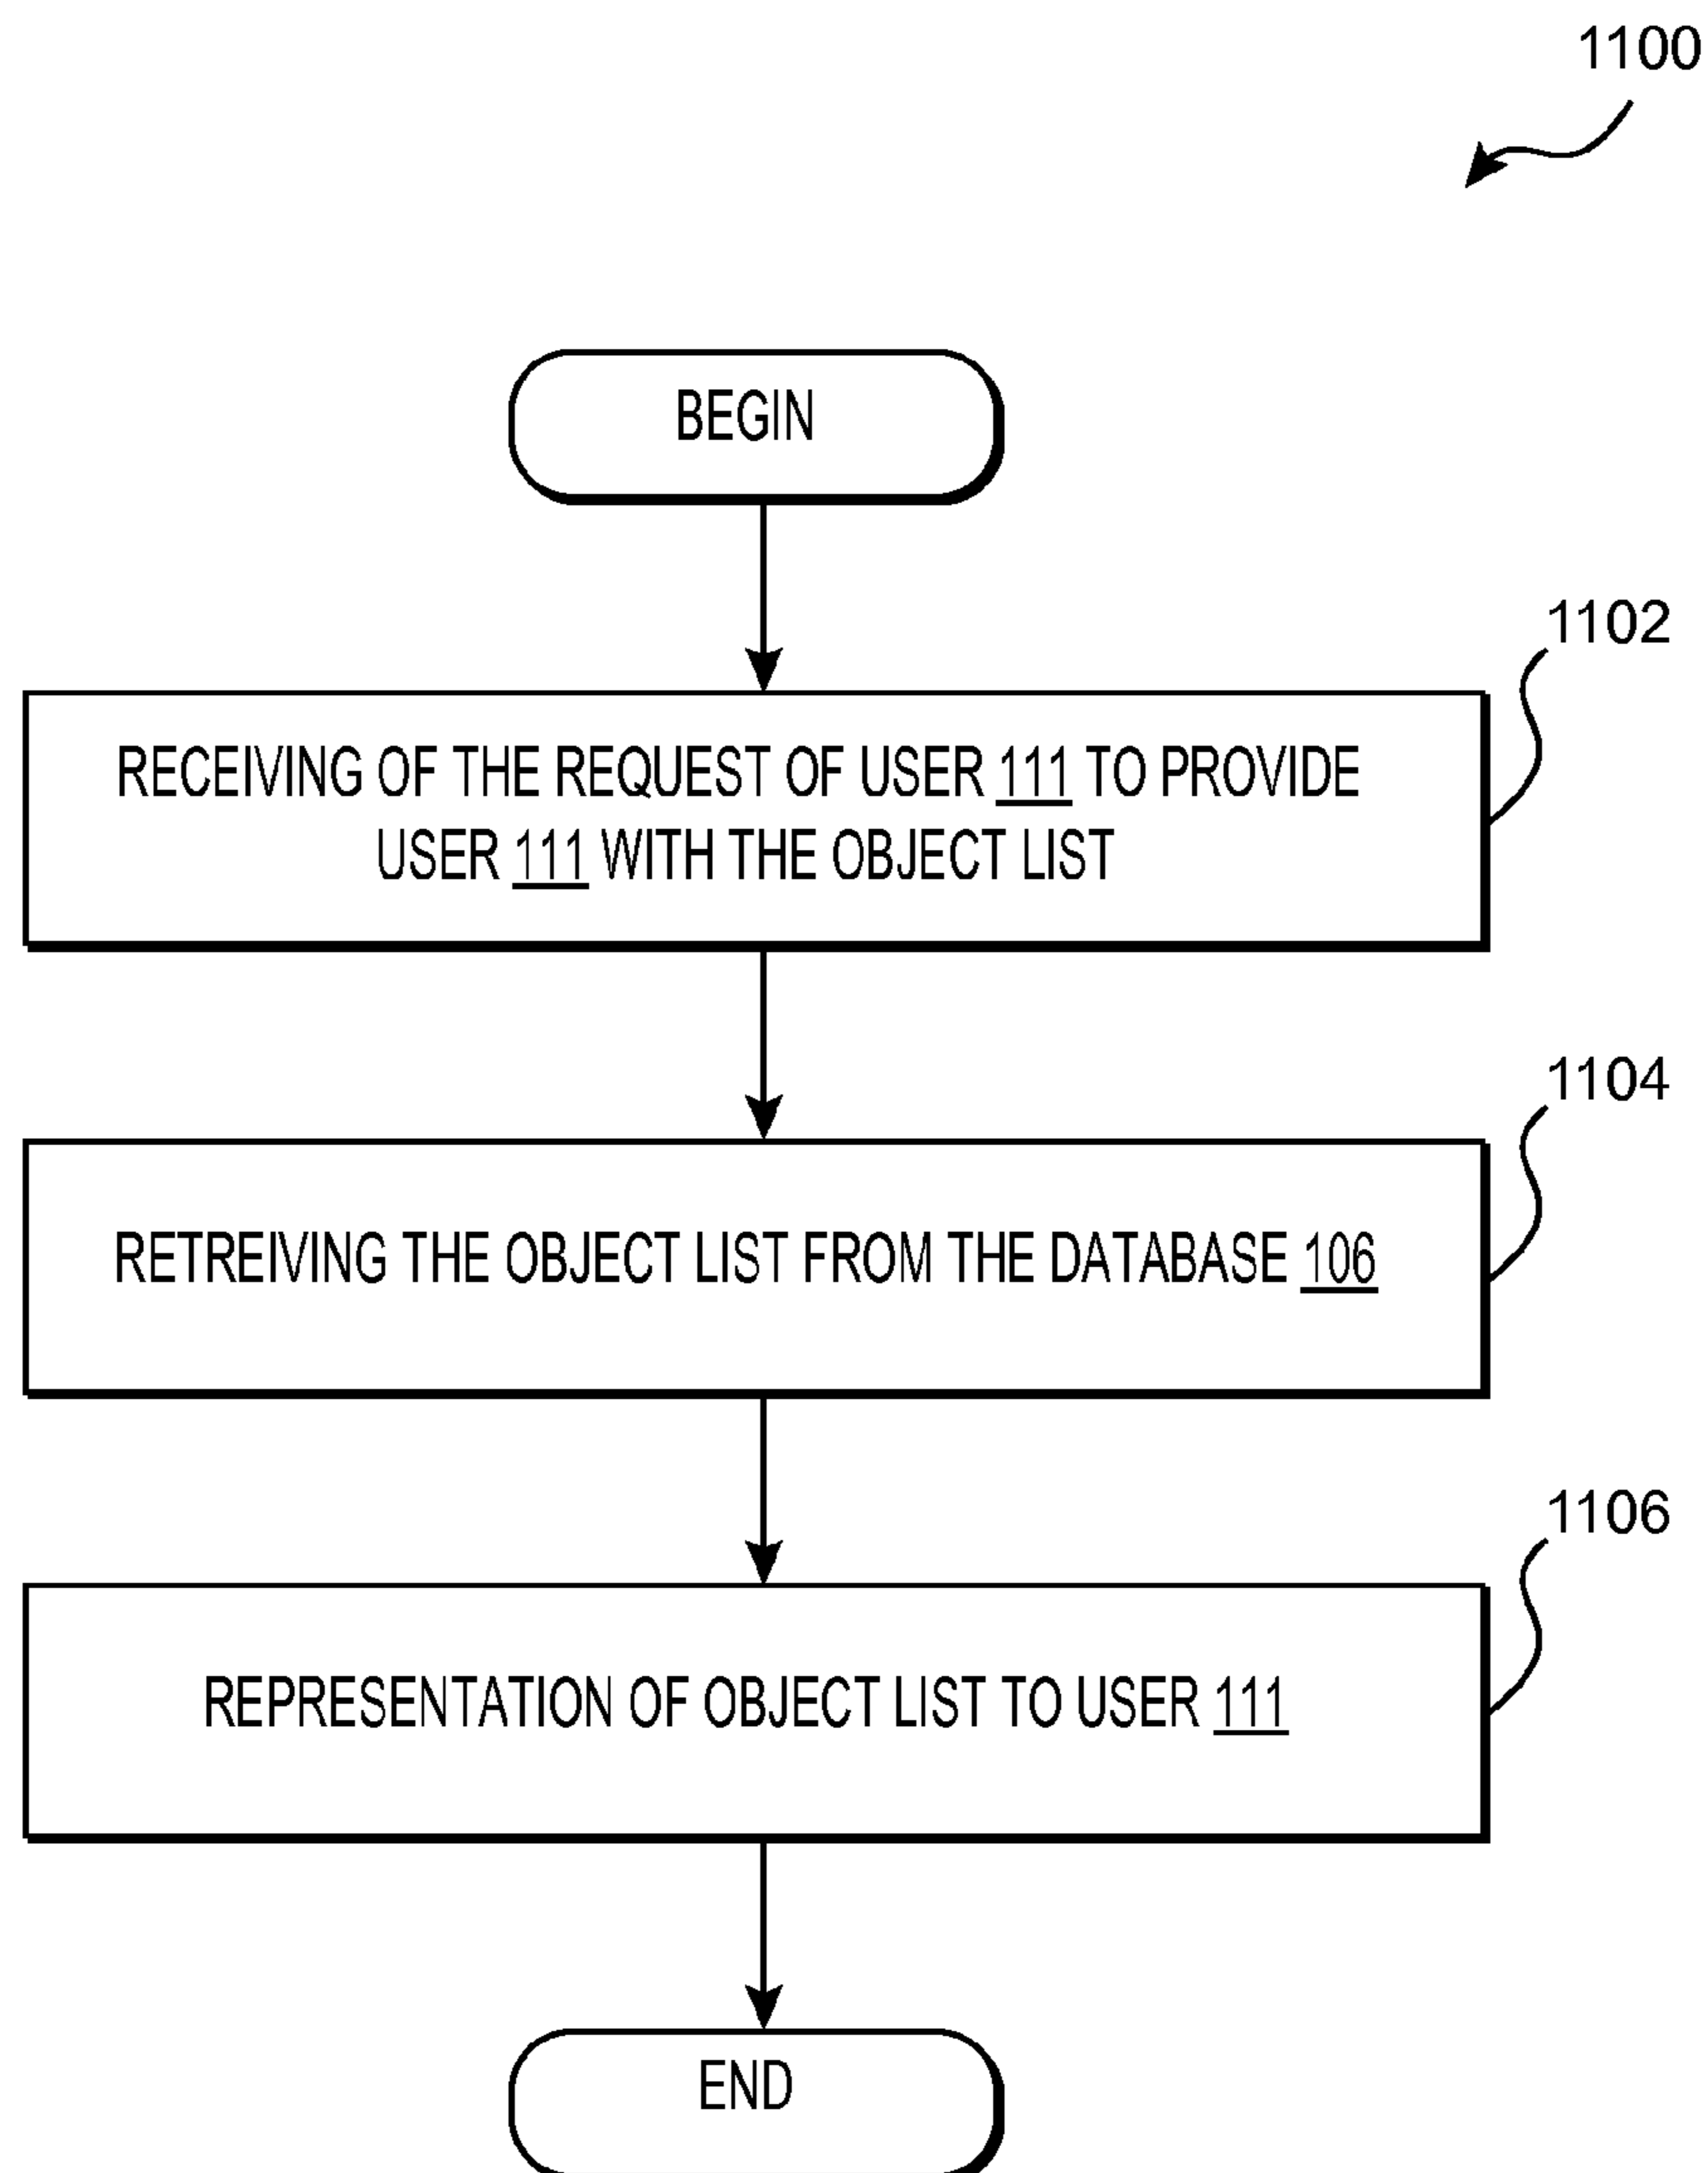 1100
BEGIN
1102
RECEIVING OF THE REQUEST OF USER 111 TO PROVIDE
USER 111 WITH THE OBJECT LIST
1104
RETREIVING THE OBJECT LIST FROM THE DATABASE 106
1106
REPRESENTATION OF OBJECT LIST TO USER 111
END